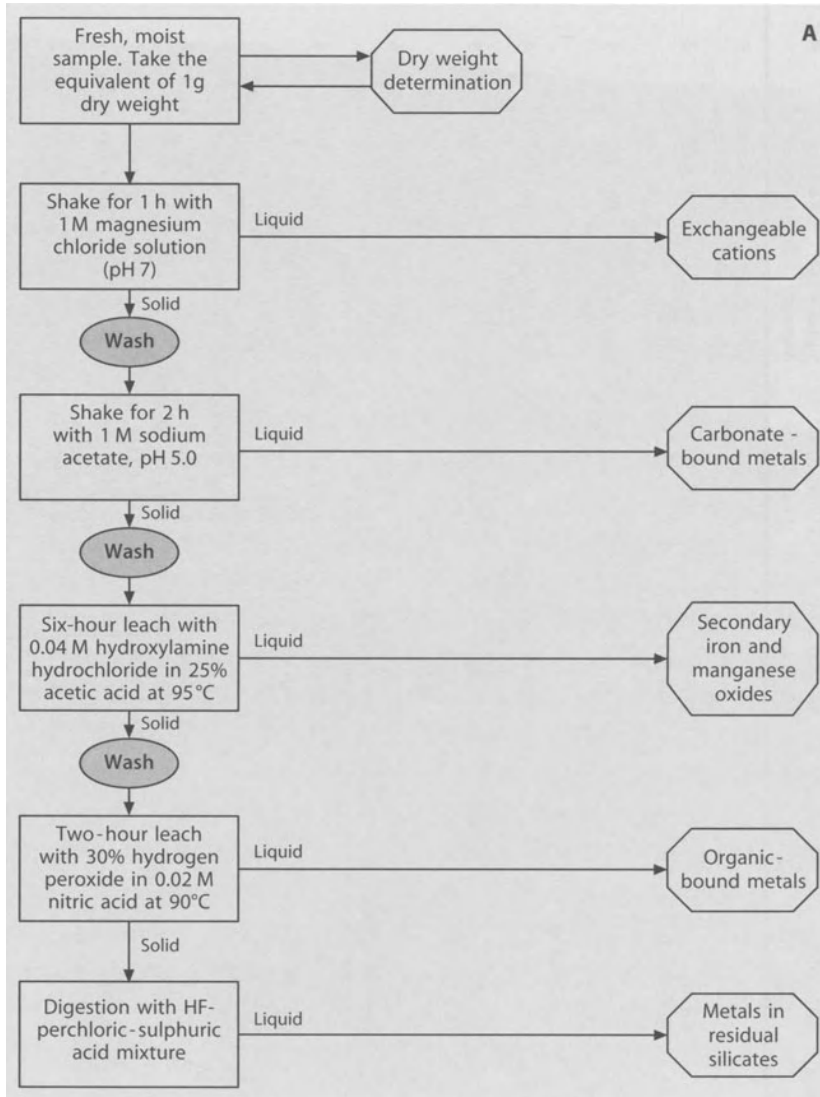 A
Fresh, moist
sample. Take the
equivalent of 1g
dry weight
Dry weight
determination
Shake for 1 h with
1 M magnesium
chloride solution
(pH 7)
Liquid
Exchangeable
cations
Solid
Wash
Shake for 2 h
with 1 M sodium
acetate, pH 5.0
Liquid
Carbonate -
bound metals
Solid
Wash
Six-hour leach with
0.04 M hydroxylamine
hydrochloride in 25%
acetic acid at 95°C
Liquid
Secondary
iron and
manganese
oxides
Solid
Wash
Two-hour leach
with 30% hydrogen
peroxide in 0.02 M
nitric acid at 90°C
Liquid
Organic-
bound metals
Solid
Digestion with HF-
perchloric-sulphuric
acid mixture
Liquid
Metals in
residual
silicates